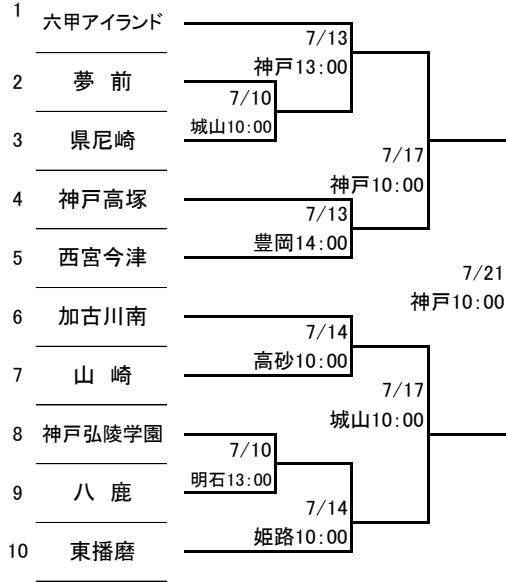 1 六甲アイランド
7/13
神戸13:00
2 夢 前
7/10
城山10:00
3 県尼崎
7/17
神戸10:00
4 神戸高塚
7/13
豊岡14:00
5 西宮今津
7/21
神戸10:00
6 加古川南
7/14
高砂10:00
7 山 崎
7/17
城山10:00
8 神戸弘陵学園
7/10
明石13:00
9 八 鹿
7/14
姫路10:00
10 東播磨